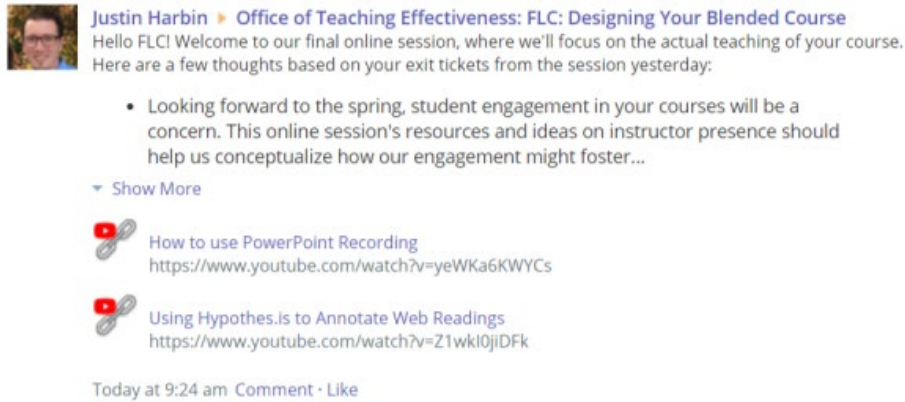 Justin Harbin ▸ Office of Teaching Effectiveness: FLC: Designing Your Blended Course
Hello FLC! Welcome to our final online session, where we'll focus on the actual teaching of your course.
Here are a few thoughts based on your exit tickets from the session yesterday:
• Looking forward to the spring, student engagement in your courses will be a
concern. This online session's resources and ideas on instructor presence should
help us conceptualize how our engagement might foster...
Show More
How to use PowerPoint Recording
https://www.youtube.com/watch?v=yeWKa6KWYCs
Using Hypothes.is to Annotate Web Readings
https://www.youtube.com/watch?v=Z1wkI0jiDFk
Today at 9:24 am Comment · Like